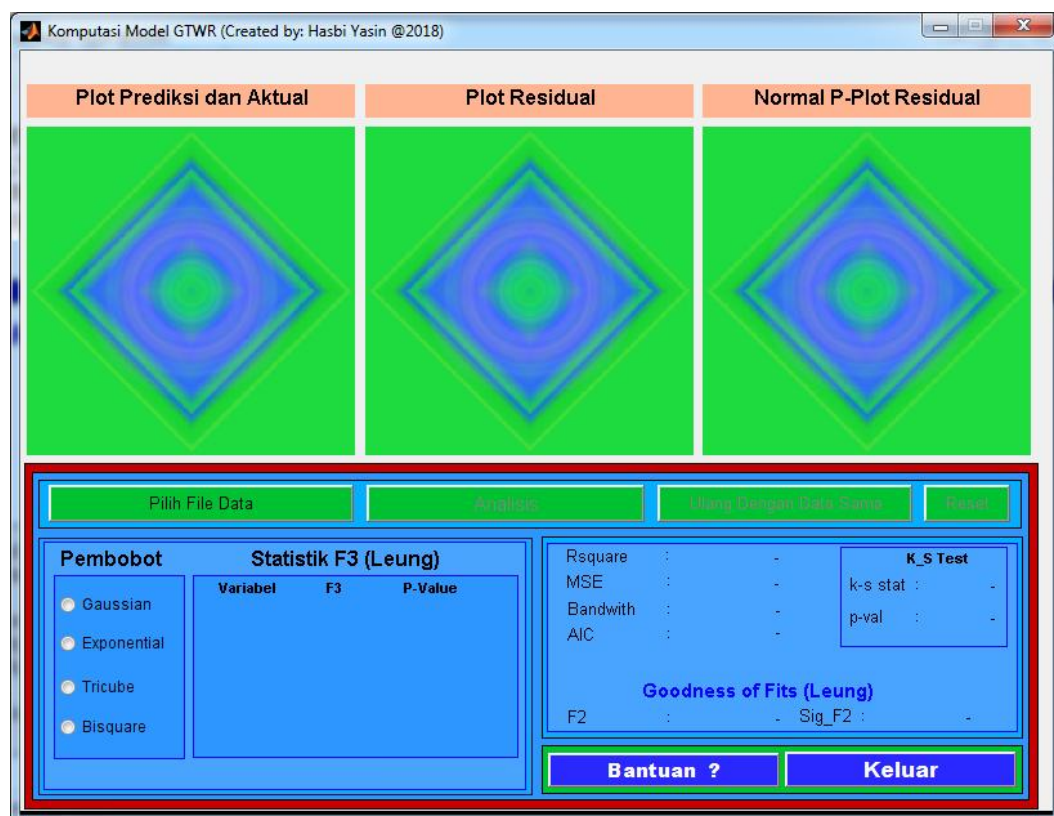 Komputasi Model GTWR (Created by: Hasbi Yasin @2018)
Plot Prediksi dan Aktual
Plot Residual
Normal P-Plot Residual
Pilih File Data
Analisis
Ulang Dengan Data Sama
Reset
Pembobot
Gaussian
Exponential
Tricube
Bisquare
Statistik F3 (Leung)
Variabel F3 P-Value
Rsquare : -
MSE : -
Bandwith : -
AIC : -
K_S Test
k-s stat : -
p-val : -
Goodness of Fits (Leung)
F2 : - Sig_F2 : -
Bantuan ?
Keluar